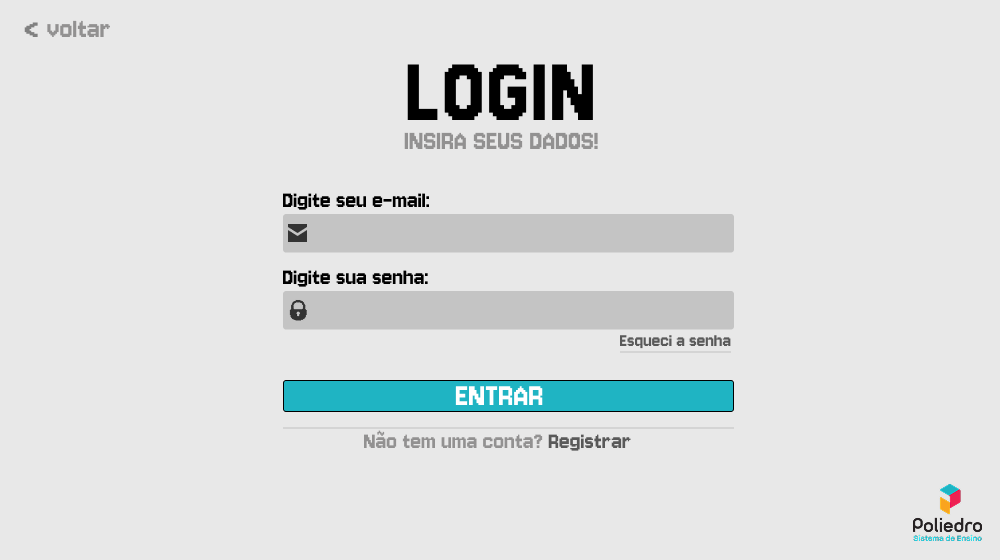 < voltar
LOGIN
INSIRA SEUS DADOS!
Digite seu e-mail:
Digite sua senha:
Esqueci a senha
ENTRAR
Não tem uma conta? Registrar
Poliedro
Sistema de Ensino